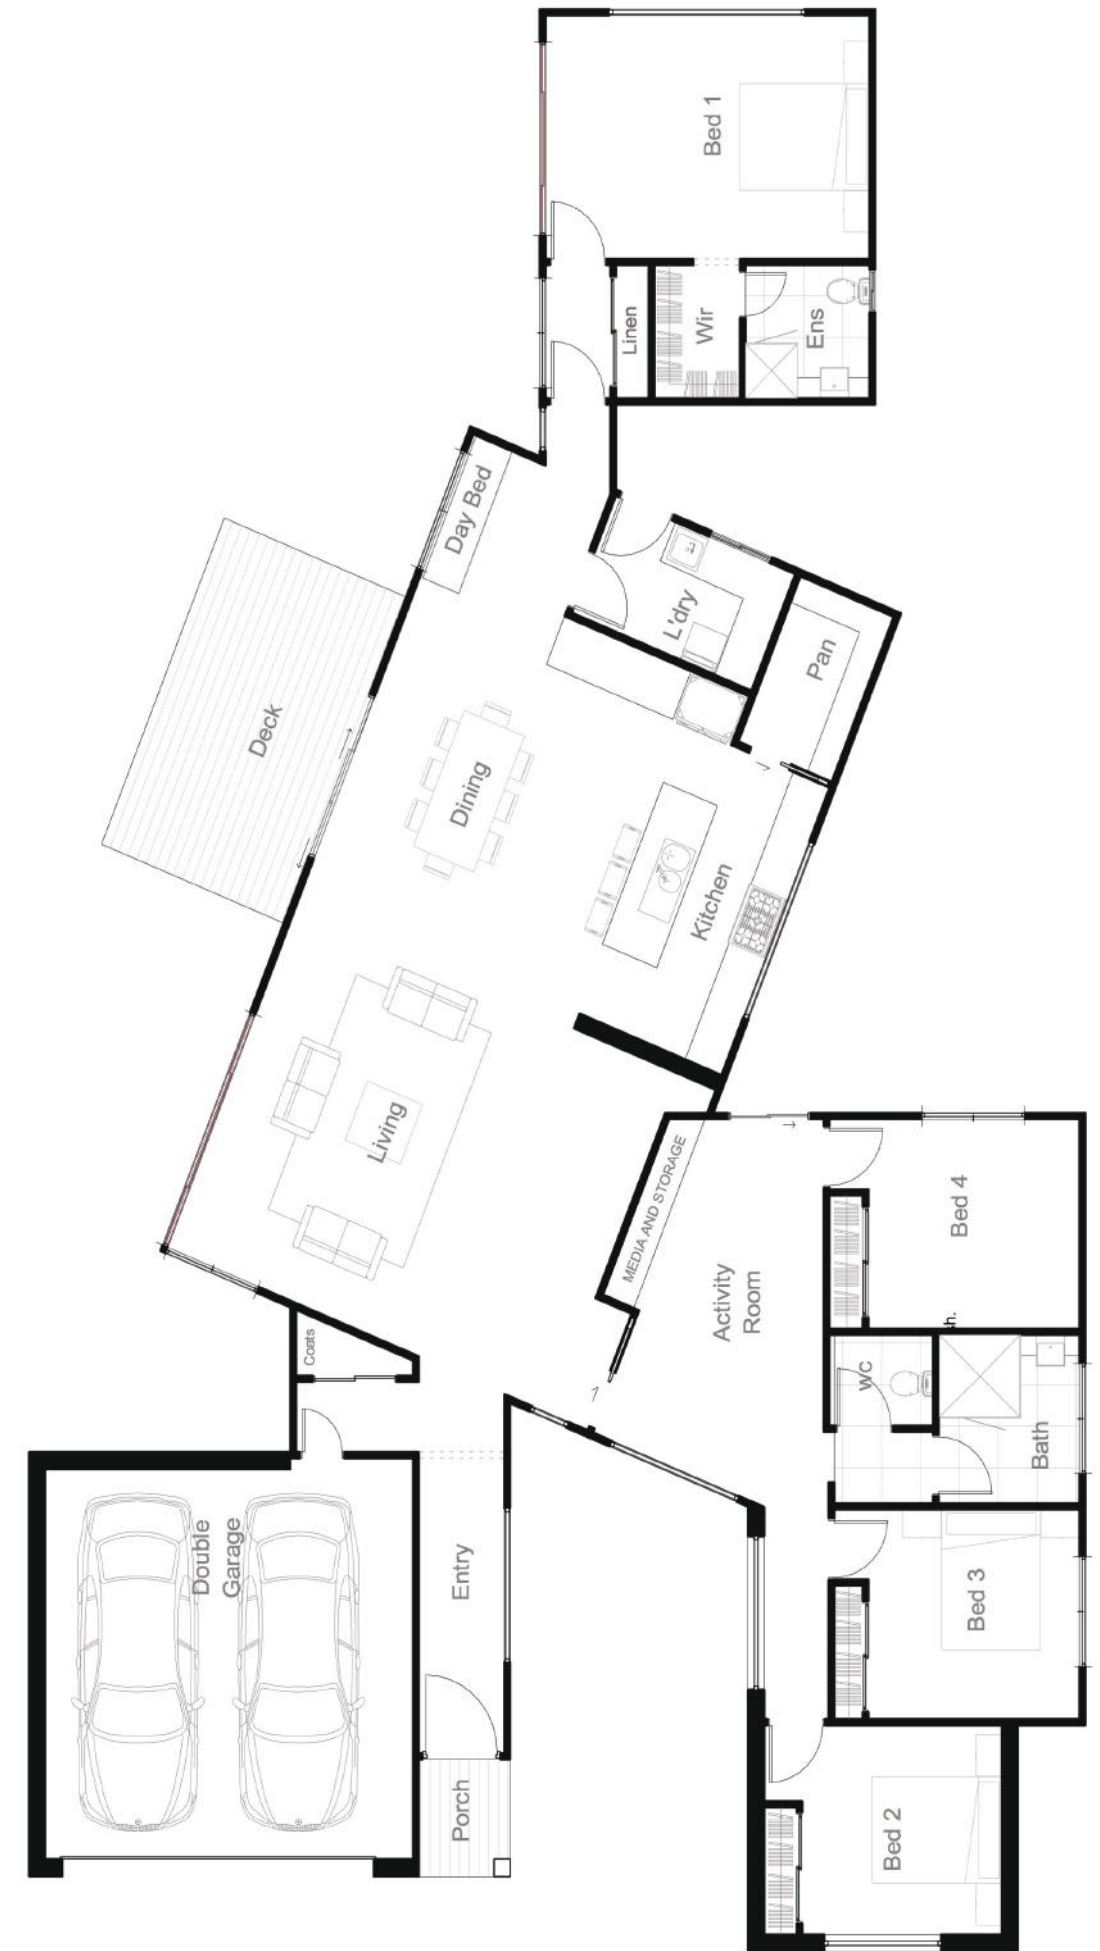 Bed 1
Linen
Wir
Ens
Day Bed
L'dry
Pan
Deck
Dining
Kitchen
Living
MEDIA AND STORAGE
Activity
Room
Bed 4
sh.
Coats
wc
Bath
Double
Garage
Entry
Bed 3
Porch
Bed 2